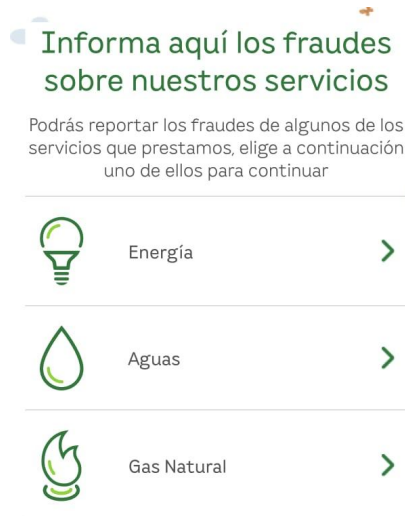 Informa aquí los fraudes
sobre nuestros servicios
Podrás reportar los fraudes de algunos de los
servicios que prestamos, elige a continuación
uno de ellos para continuar
Energía
Aguas
Gas Natural